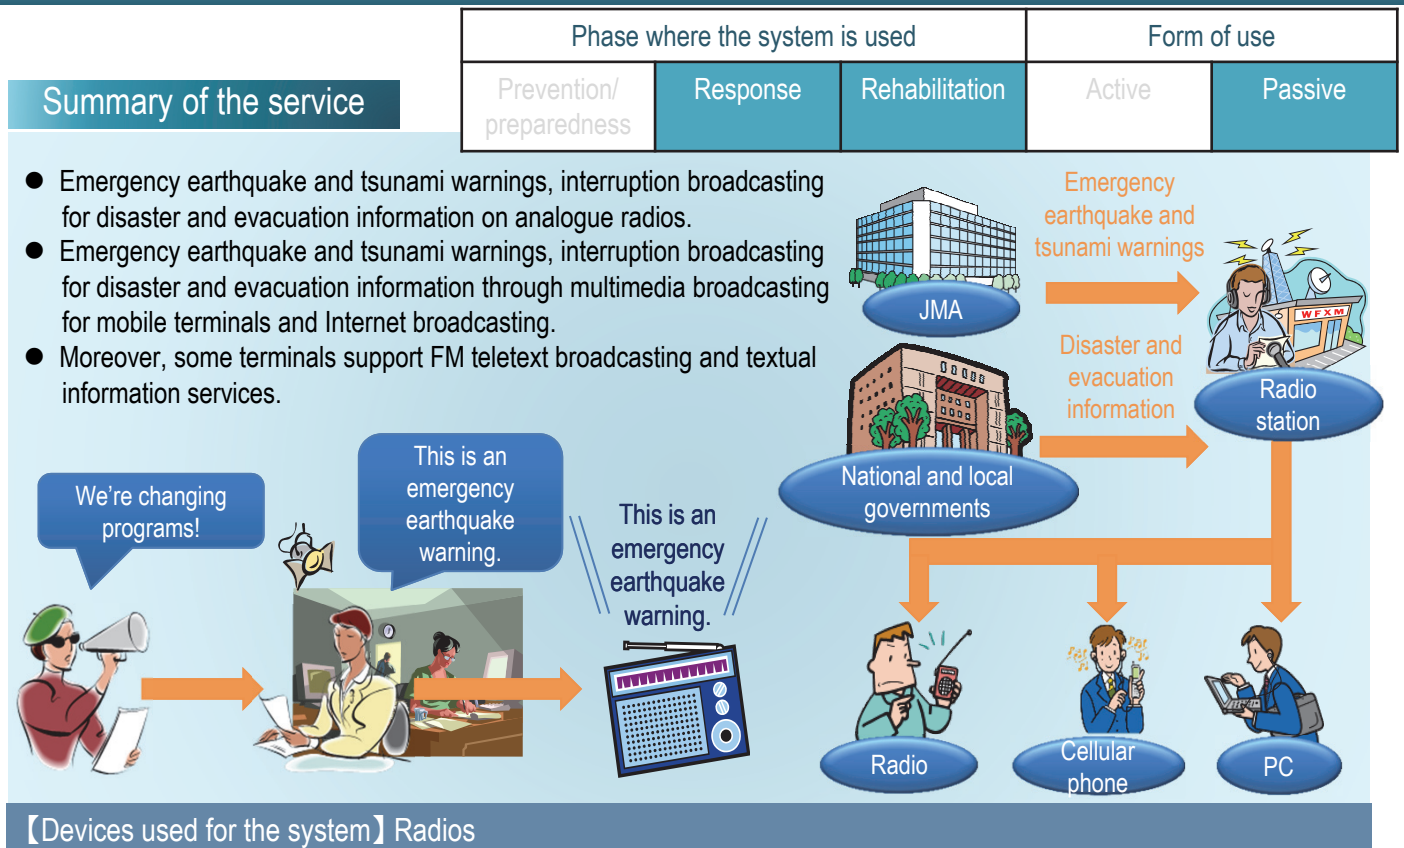 Phase where the system is used
Form of use
Prevention/
preparedness
Response
Rehabilitation
Active
Passive
Summary of the service
● Emergency earthquake and tsunami warnings, interruption broadcasting
for disaster and evacuation information on analogue radios.
● Emergency earthquake and tsunami warnings, interruption broadcasting
for disaster and evacuation information through multimedia broadcasting
for mobile terminals and Internet broadcasting.
● Moreover, some terminals support FM teletext broadcasting and textual
information services.
Emergency
earthquake and
tsunami warnings
JMA
WFXM
Disaster and
evacuation
information
Radio
station
National and local
governments
We're changing
programs!
This is an
emergency
earthquake
warning.
This is an
emergency
earthquake
warning.
Radio
Cellular
phone
PC
【Devices used for the system】Radios